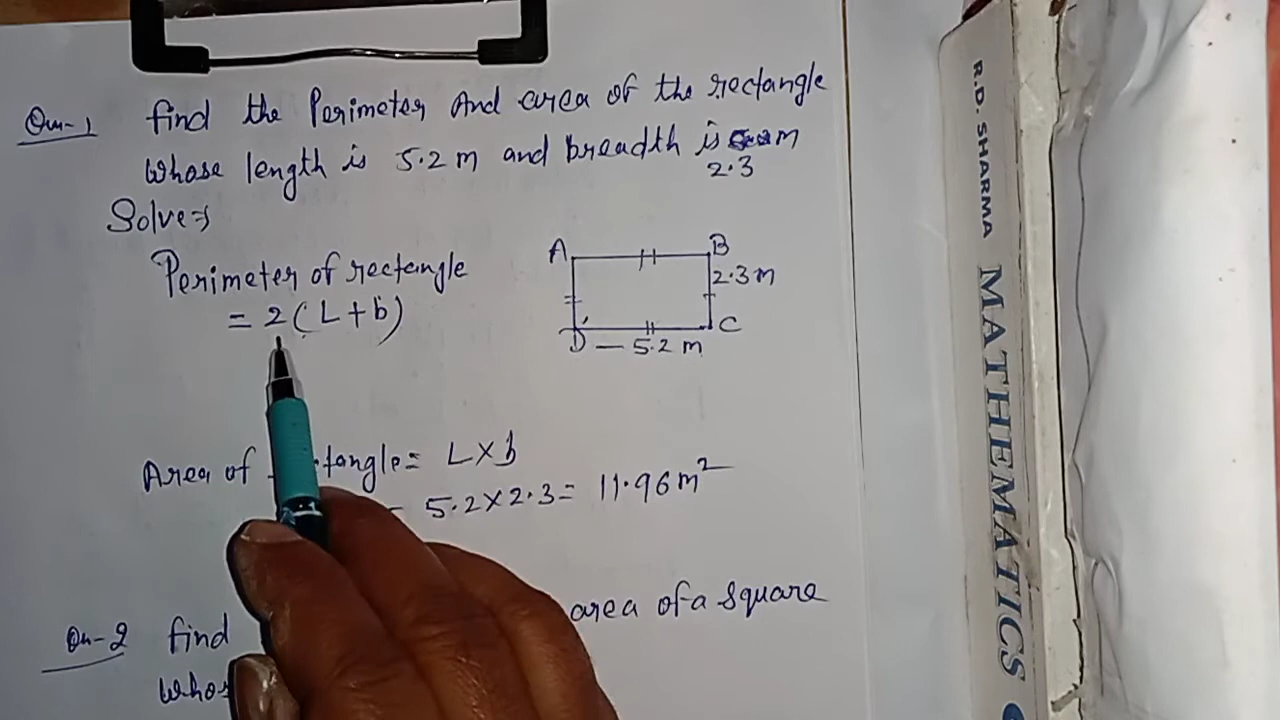 Qus-1 find the Perimeter And area of the rectangle
whose length is 5.2 m and breadth is m
2.3
Solve⇒
Perimeter of rectangle
= 2 (L+b)
A B
2.3 m
D C
5.2 m
Area of tangle = L×b
= 5.2×2.3 = 11.96 m²
Qu-2 find area of a square
whos
R.D. SHARMA MATHEMATICS